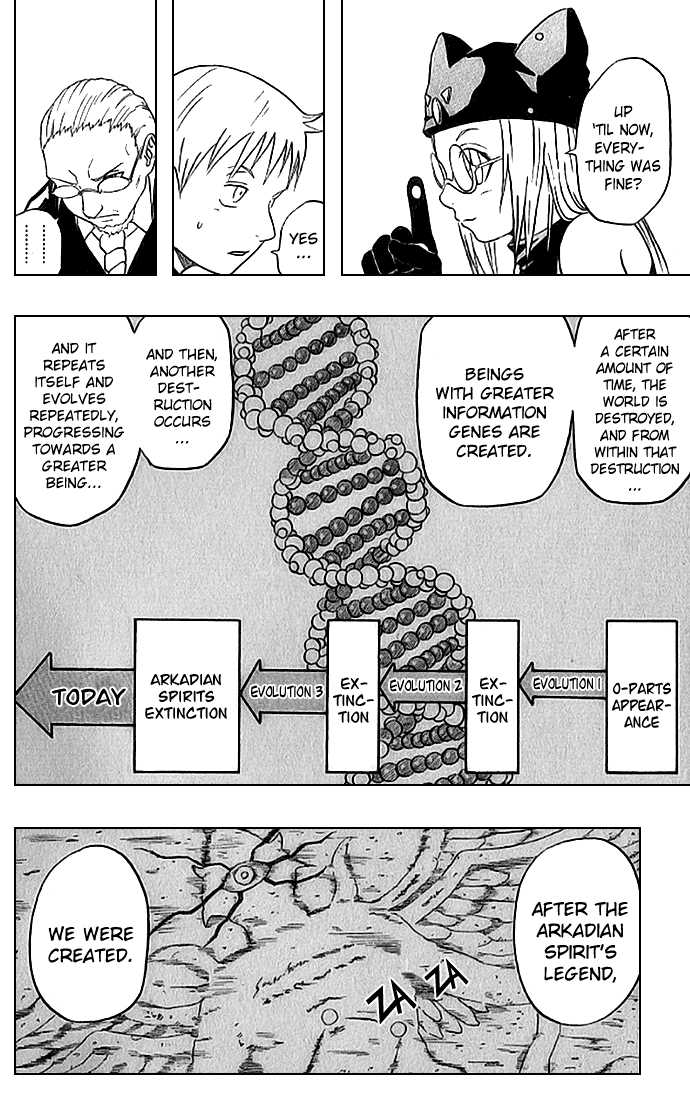 UP
'TIL NOW,
EVERY-
THING WAS
FINE?
YES
...
.........
.........
AFTER
A CERTAIN
AMOUNT OF
TIME, THE
WORLD IS
DESTROYED,
AND FROM
WITHIN THAT
DESTRUCTION
...
BEINGS
WITH GREATER
INFORMATION
GENES ARE
CREATED.
AND THEN,
ANOTHER
DEST-
RUCTION
OCCURS
...
AND IT
REPEATS
ITSELF AND
EVOLVES
REPEATEDLY,
PROGRESSING
TOWARDS A
GREATER
BEING...
O-PARTS
APPEAR-
ANCE
EVOLUTION 1
EX-
TINC-
TION
EVOLUTION 2
EX-
TINC-
TION
EVOLUTION 3
ARKADIAN
SPIRITS
EXTINCTION
TODAY
AFTER THE
ARKADIAN
SPIRIT'S
LEGEND,
ZA ZA
WE WERE
CREATED.